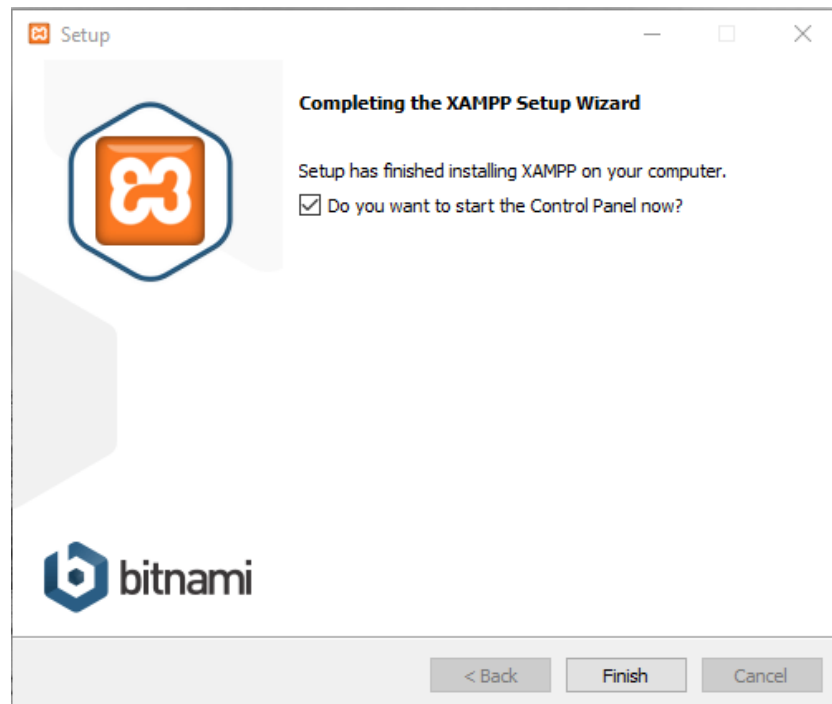 Setup
Completing the XAMPP Setup Wizard
Setup has finished installing XAMPP on your computer.
Do you want to start the Control Panel now?
bitnami
< Back
Finish
Cancel